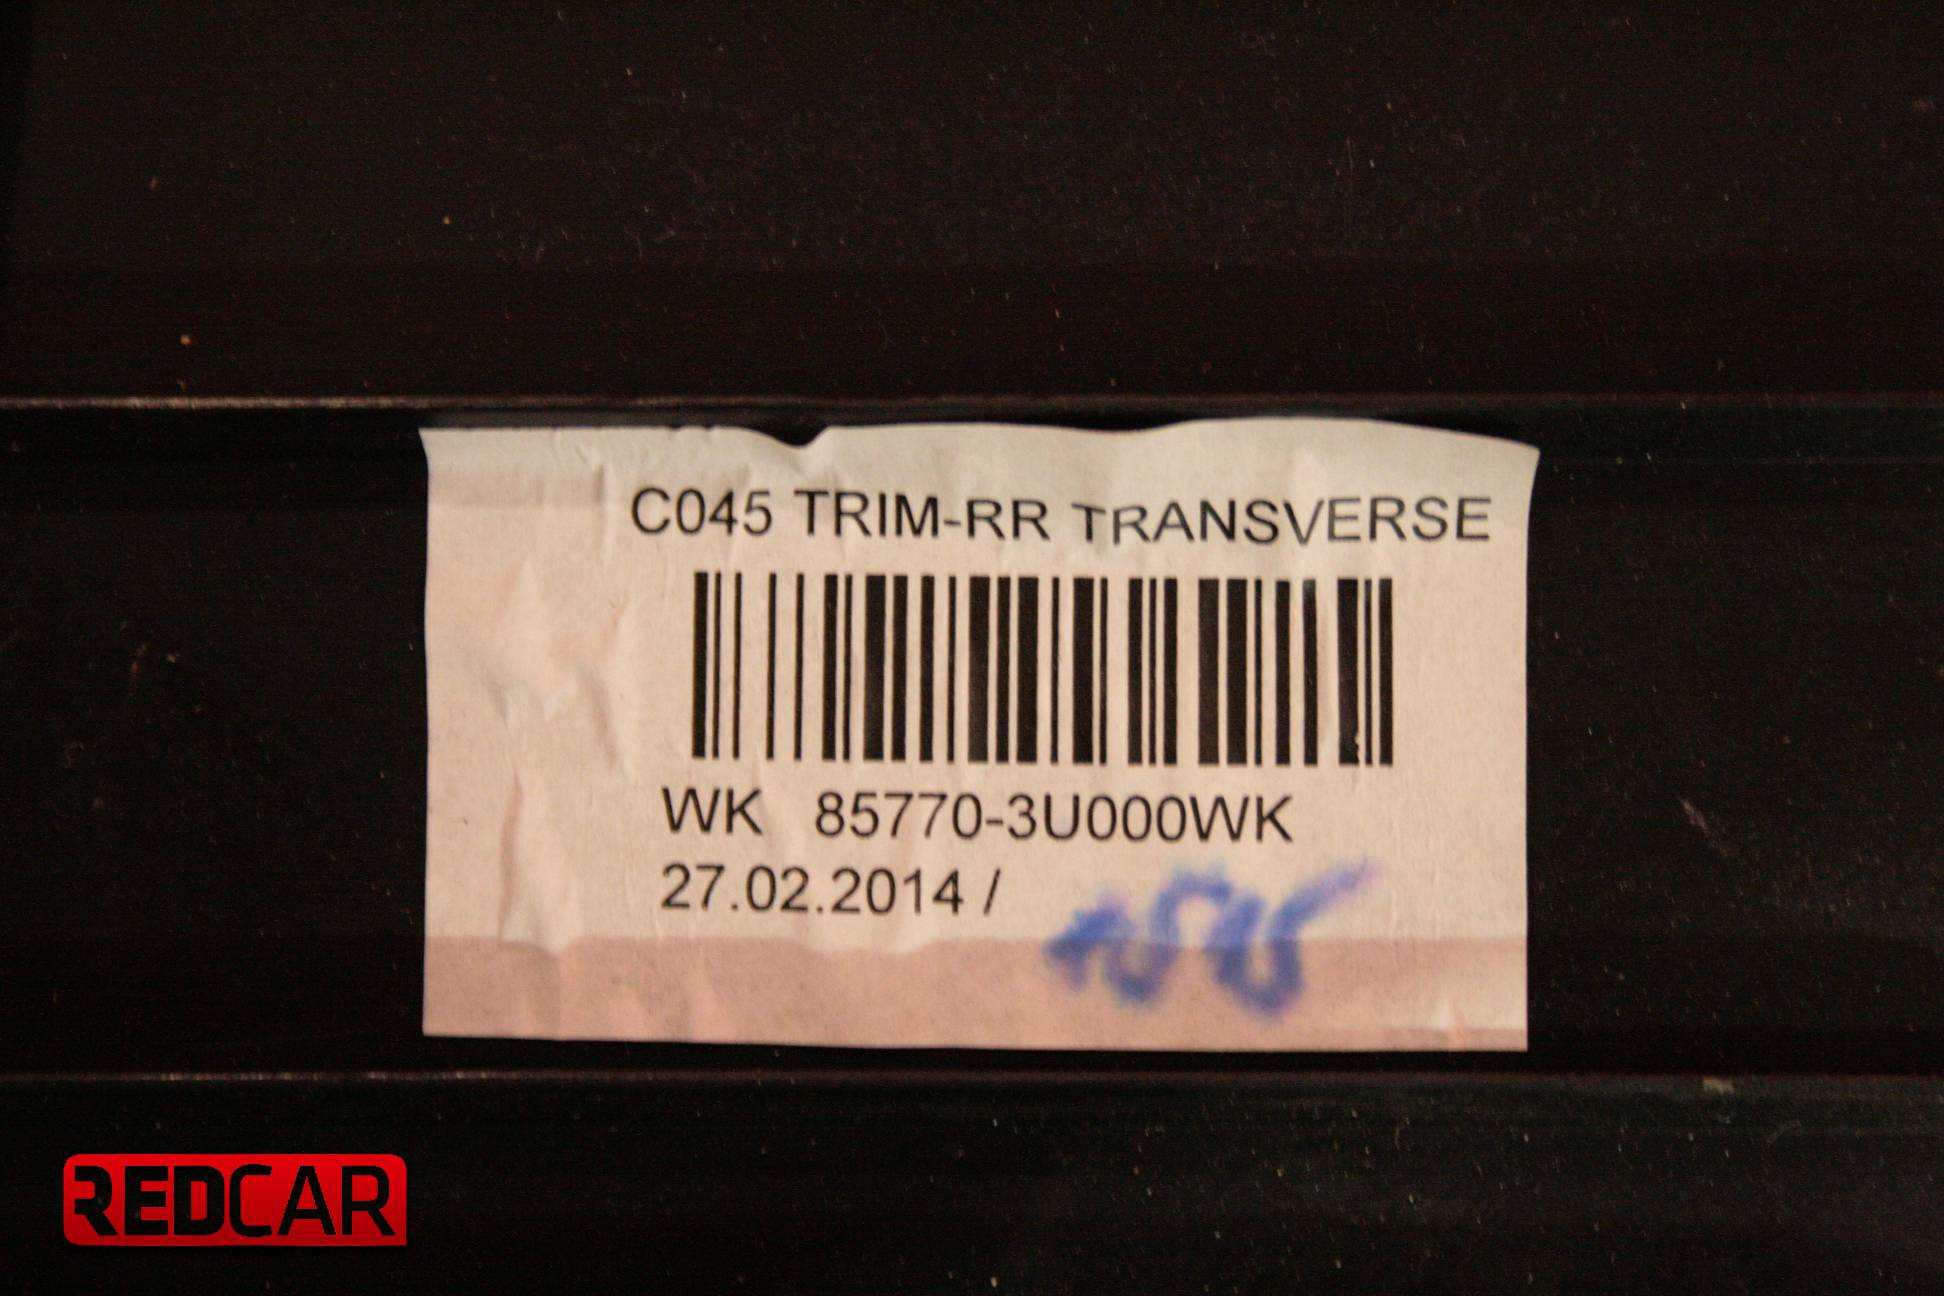 C045 TRIM-RR TRANSVERSE
WK 85770-3U000WK
27.02.2014 /
REDCAR